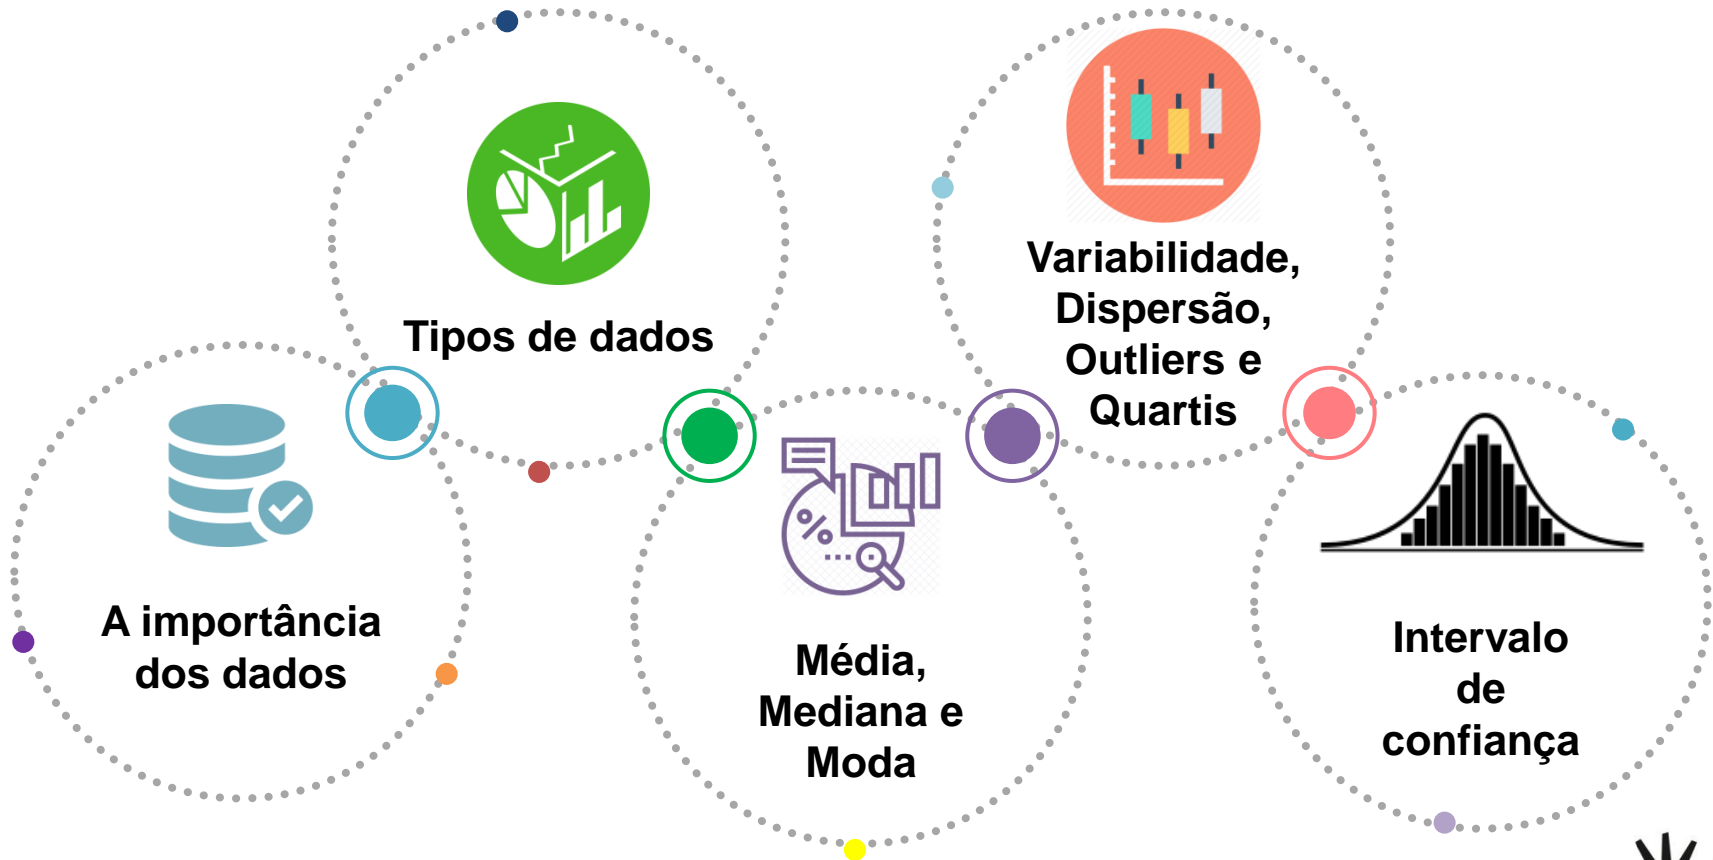 A importância
dos dados
Tipos de dados
Média,
Mediana e
Moda
Variabilidade,
Dispersão,
Outliers e
Quartis
Intervalo
de
confiança